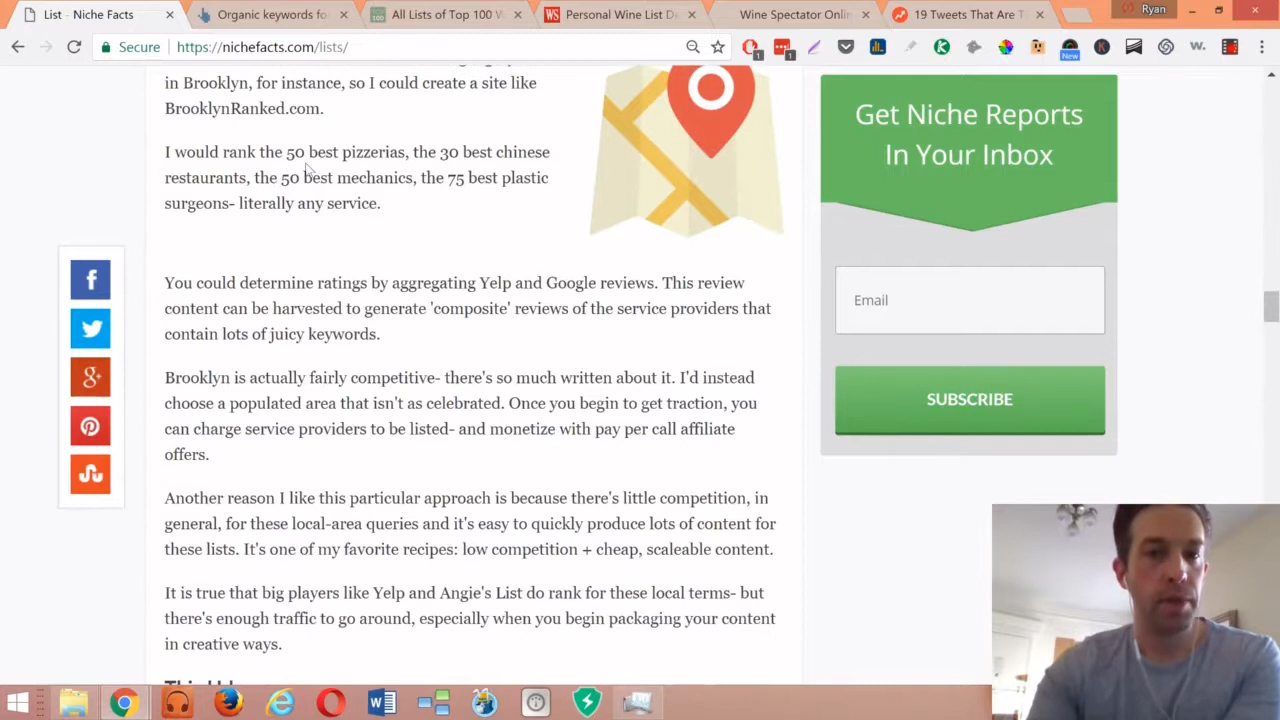 List - Niche Facts
Organic keywords fo
All Lists of Top 100 W
Personal Wine List D
Wine Spectator Onli
19 Tweets That Are T
Ryan
Secure
https://nichefacts.com/lists/
in Brooklyn, for instance, so I could create a site like
BrooklynRanked.com.
I would rank the 50 best pizzerias, the 30 best chinese
restaurants, the 50 best mechanics, the 75 best plastic
surgeons- literally any service.
You could determine ratings by aggregating Yelp and Google reviews. This review
content can be harvested to generate 'composite' reviews of the service providers that
contain lots of juicy keywords.
Brooklyn is actually fairly competitive- there's so much written about it. I'd instead
choose a populated area that isn't as celebrated. Once you begin to get traction, you
can charge service providers to be listed- and monetize with pay per call affiliate
offers.
Another reason I like this particular approach is because there's little competition, in
general, for these local-area queries and it's easy to quickly produce lots of content for
these lists. It's one of my favorite recipes: low competition + cheap, scaleable content.
It is true that big players like Yelp and Angie's List do rank for these local terms- but
there's enough traffic to go around, especially when you begin packaging your content
in creative ways.
Get Niche Reports
In Your Inbox
Email
SUBSCRIBE